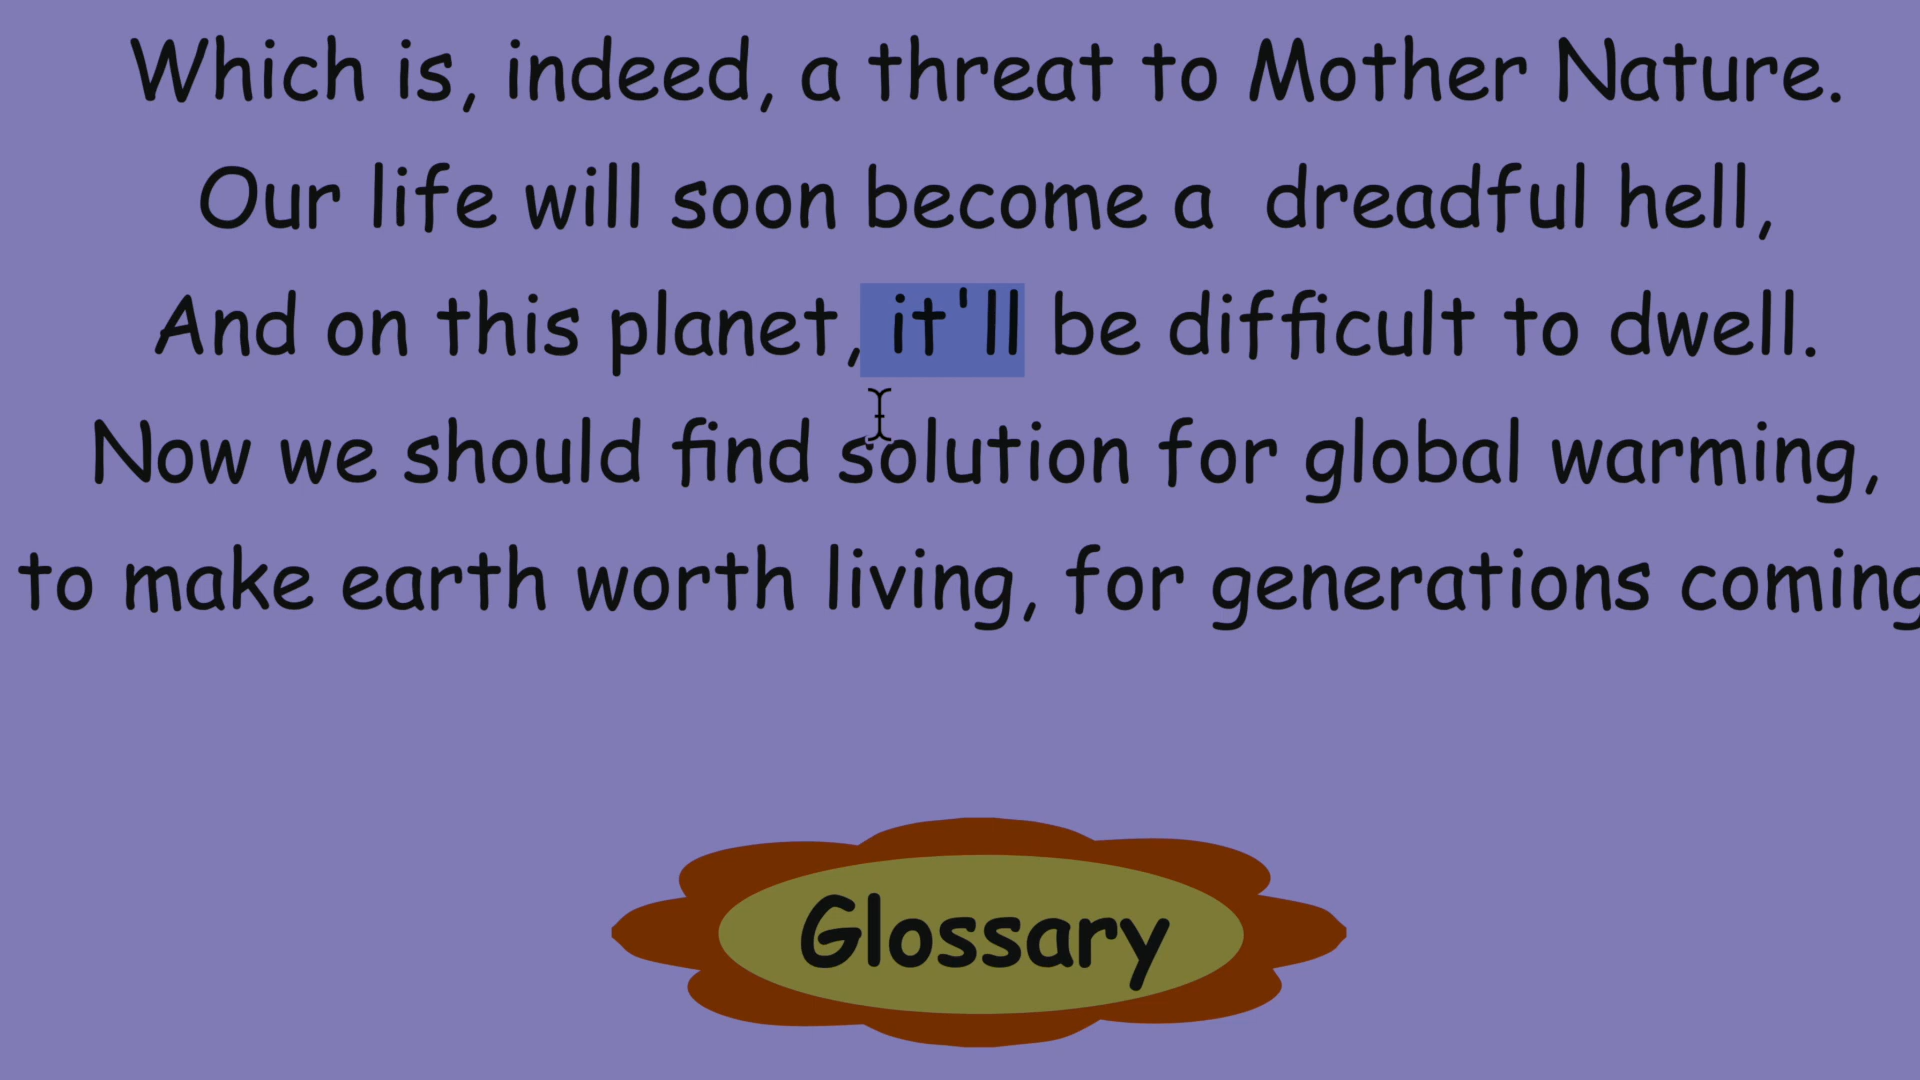 Which is, indeed, a threat to Mother Nature.
Our life will soon become a  dreadful hell,
And on this planet, it'll be difficult to dwell.
Now we should find solution for global warming,
to make earth worth living, for generations coming
Glossary